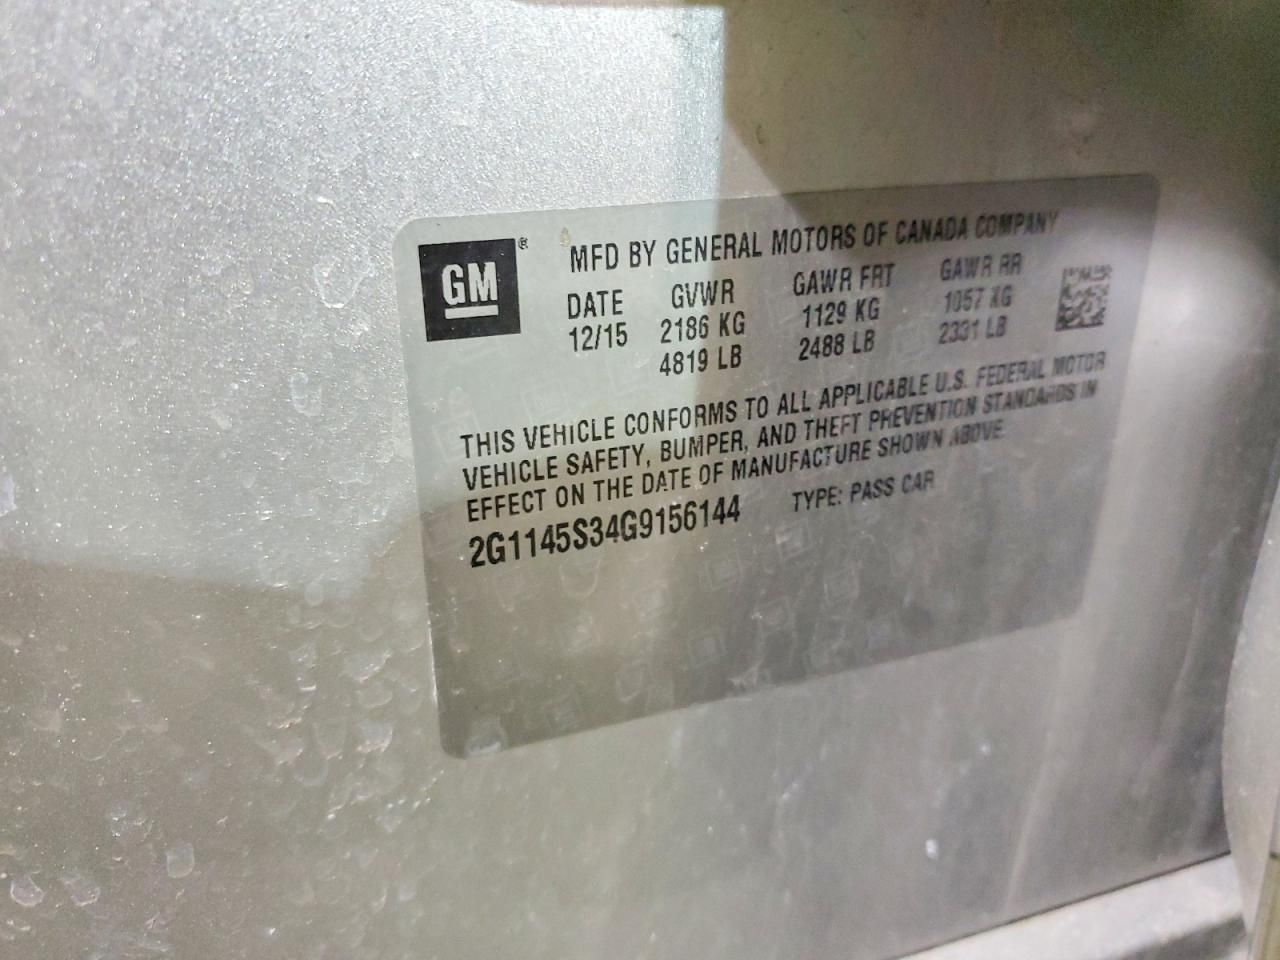 GM ®
MFD BY GENERAL MOTORS OF CANADA COMPANY
DATE GVWR GAWR FRT GAWR RR
12/15 2186 KG 1129 KG 1057 KG
4819 LB 2488 LB 2331 LB
THIS VEHICLE CONFORMS TO ALL APPLICABLE U.S. FEDERAL MOTOR
VEHICLE SAFETY, BUMPER, AND THEFT PREVENTION STANDARDS IN
EFFECT ON THE DATE OF MANUFACTURE SHOWN ABOVE
2G1145S34G9156144 TYPE: PASS CAR